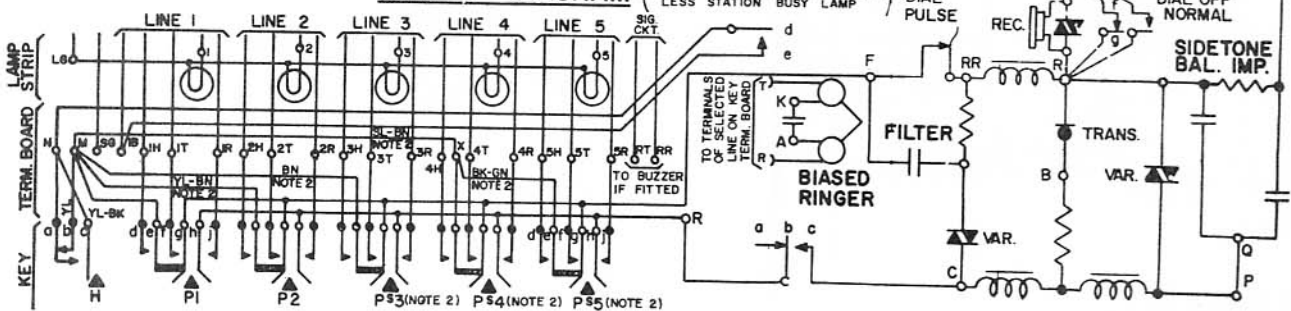 LESS STATION BUSY LAMP
DIAL
PULSE
DIAL OFF
NORMAL
LINE 1 LINE 2 LINE 3 LINE 4 LINE 5 SIG. CKT.
d
e
REC.
f
g
LAMP STRIP
LG
1 2 3 4 5
F
RR
R
SIDETONE
BAL. IMP.
TERM. BOARD
N M SG 1B 1H 1T 1R 2H 2T 2R 3H 3T 3R 4H X 4T 4R 5H 5T 5R RT RR
SL-BN
NOTE 2
BN
NOTE 2
YL-BN
NOTE 2
BK-GN
NOTE 2
TO BUZZER
IF FITTED
TO TERMINALS
OF SELECTED
LINE ON KEY
TERM. BOARD
T
K
A
R
BIASED
RINGER
FILTER
TRANS.
B
VAR.
YL
YL-BK
KEY
a b c
d e f g h j
d e f g h j
R
a b c
C
VAR.
C
Q
P
H P1 P2 PS3 (NOTE 2) PS4 (NOTE 2) PS5 (NOTE 2)